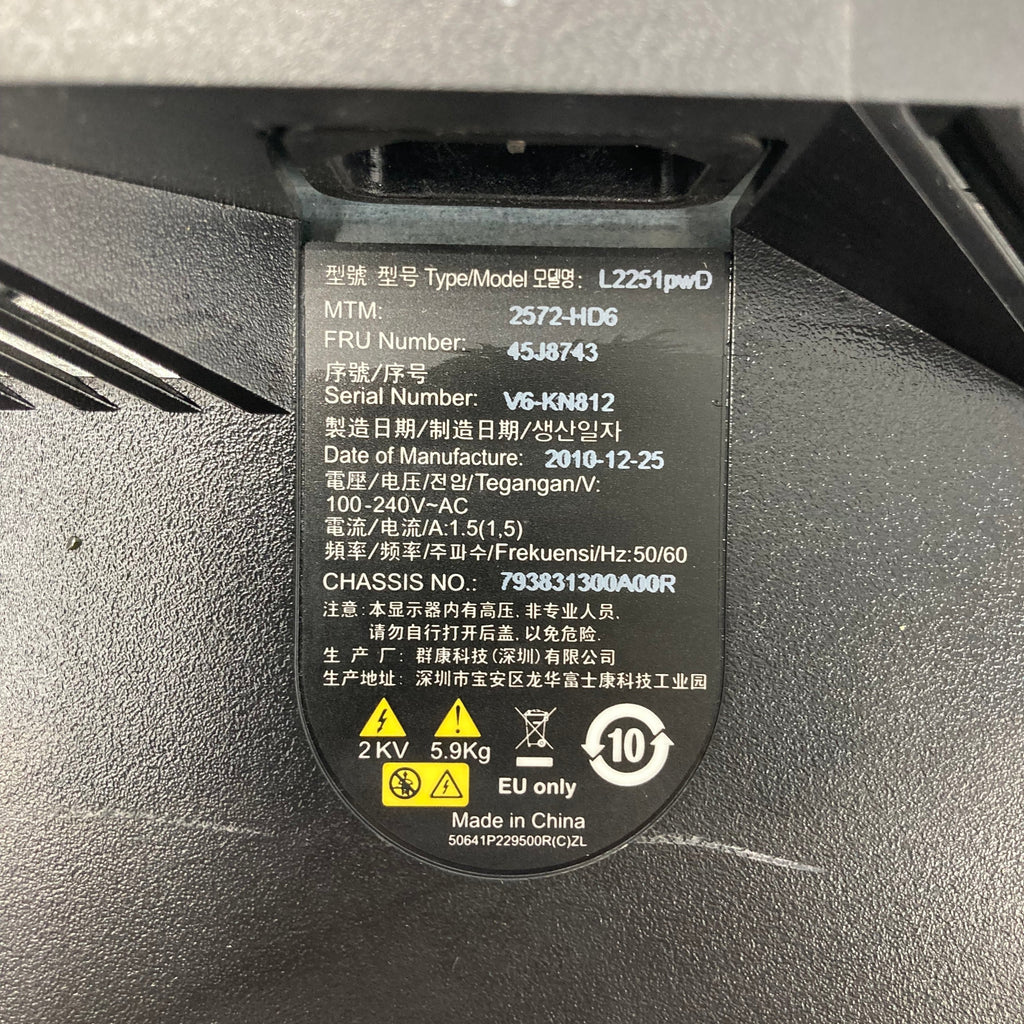 型號 型号 Type/Model 모델명: L2251pwD
MTM: 2572-HD6
FRU Number: 45J8743
序號/序号
Serial Number: V6-KN812
製造日期/制造日期/생산일자
Date of Manufacture: 2010-12-25
電壓/电压/전압/Tegangan/V:
100-240V~AC
電流/电流/A:1.5(1,5)
頻率/频率/주파수/Frekuensi/Hz:50/60
CHASSIS NO.: 793831300A00R
注意:本显示器内有高压,非专业人员,
请勿自行打开后盖,以免危险.
生产厂:群康科技(深圳)有限公司
生产地址:深圳市宝安区龙华富士康科技工业园
2KV 5.9Kg
10
EU only
Made in China
50641P229500R(C)ZL